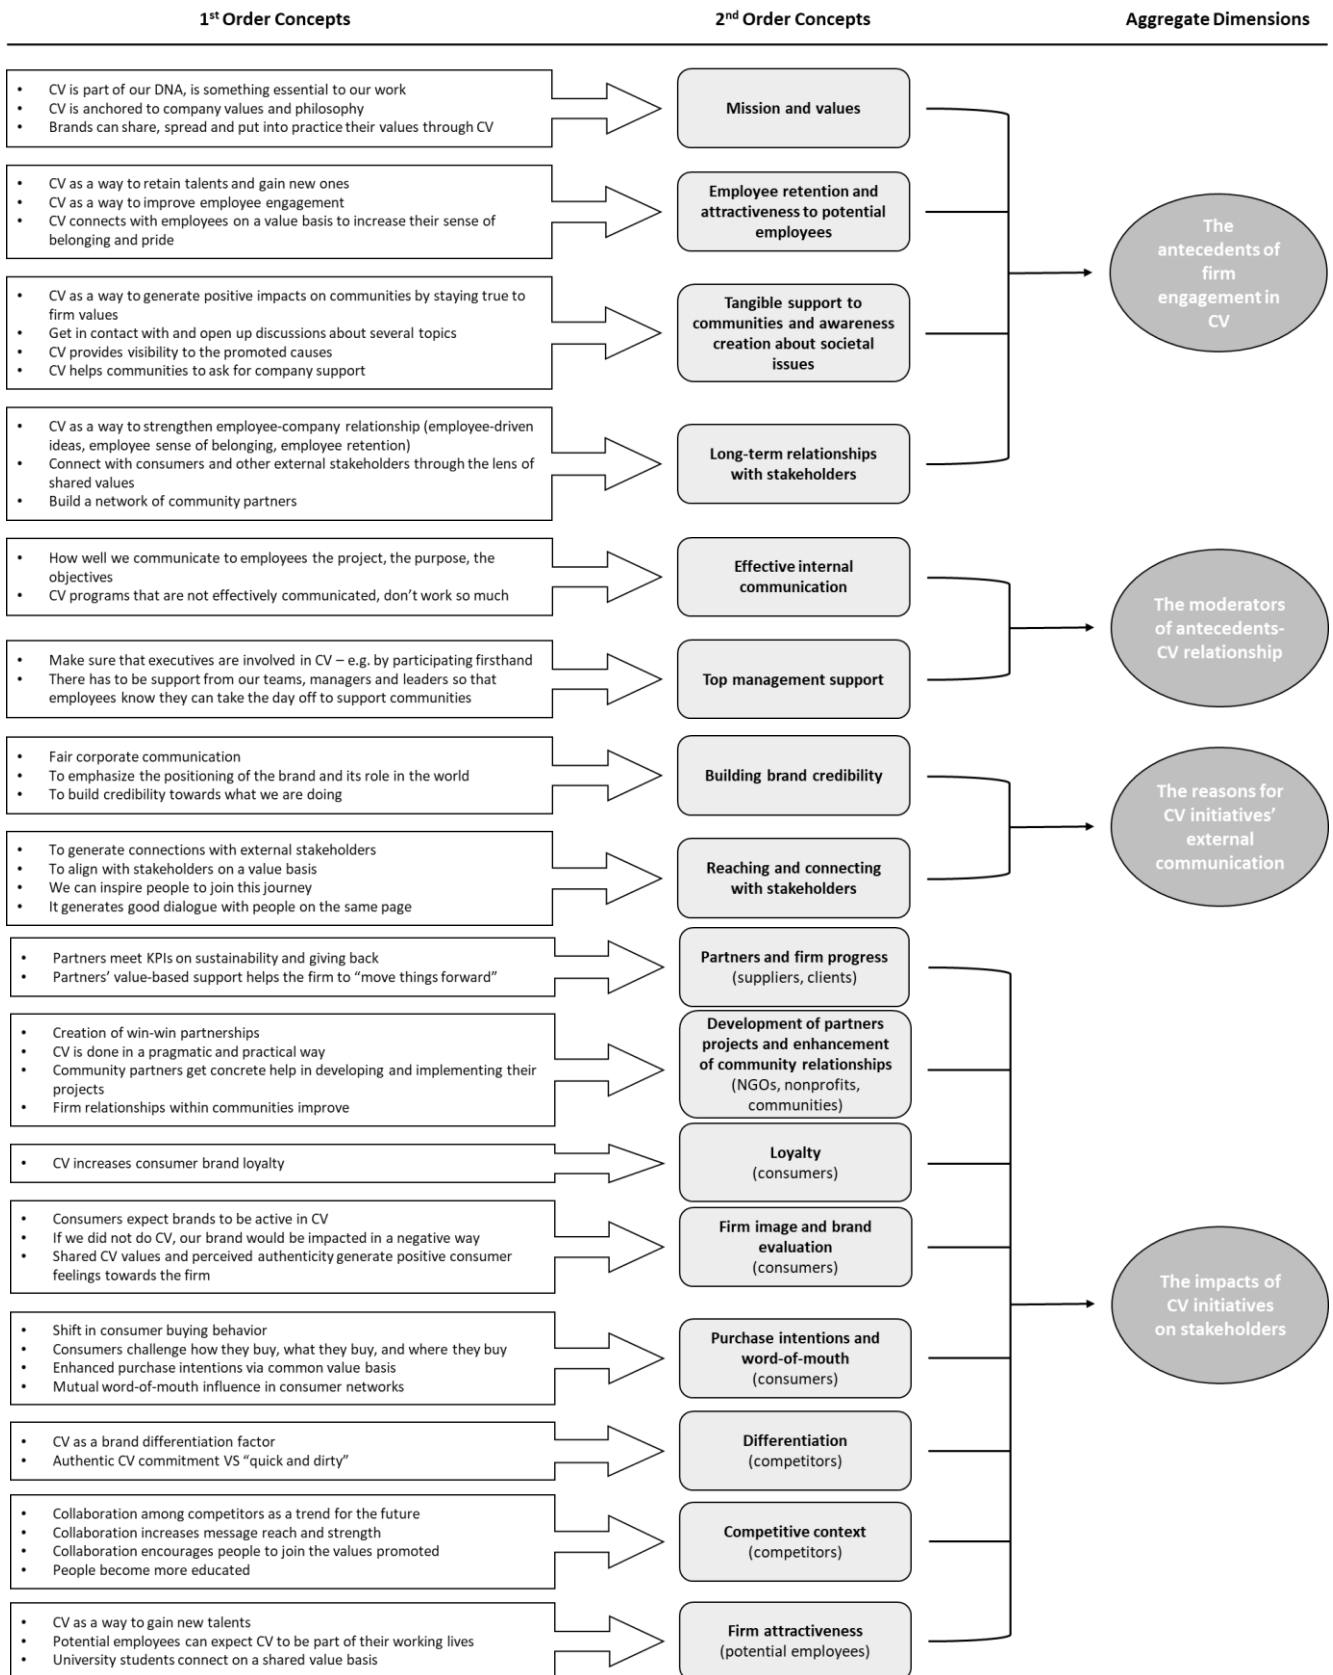 1st Order Concepts
2nd Order Concepts
Aggregate Dimensions
• CV is part of our DNA, is something essential to our work
• CV is anchored to company values and philosophy
• Brands can share, spread and put into practice their values through CV
Mission and values
• CV as a way to retain talents and gain new ones
• CV as a way to improve employee engagement
• CV connects with employees on a value basis to increase their sense of
belonging and pride
Employee retention and
attractiveness to potential
employees
• CV as a way to generate positive impacts on communities by staying true to
firm values
• Get in contact with and open up discussions about several topics
• CV provides visibility to the promoted causes
• CV helps communities to ask for company support
Tangible support to
communities and awareness
creation about societal
issues
• CV as a way to strengthen employee-company relationship (employee-driven
ideas, employee sense of belonging, employee retention)
• Connect with consumers and other external stakeholders through the lens of
shared values
• Build a network of community partners
Long-term relationships
with stakeholders
The
antecedents of
firm
engagement in
CV
• How well we communicate to employees the project, the purpose, the
objectives
• CV programs that are not effectively communicated, don't work so much
Effective internal
communication
• Make sure that executives are involved in CV – e.g. by participating firsthand
• There has to be support from our teams, managers and leaders so that
employees know they can take the day off to support communities
Top management support
The moderators
of antecedents-
CV relationship
• Fair corporate communication
• To emphasize the positioning of the brand and its role in the world
• To build credibility towards what we are doing
Building brand credibility
• To generate connections with external stakeholders
• To align with stakeholders on a value basis
• We can inspire people to join this journey
• It generates good dialogue with people on the same page
Reaching and connecting
with stakeholders
The reasons for
CV initiatives'
external
communication
• Partners meet KPIs on sustainability and giving back
• Partners' value-based support helps the firm to "move things forward"
Partners and firm progress
(suppliers, clients)
• Creation of win-win partnerships
• CV is done in a pragmatic and practical way
• Community partners get concrete help in developing and implementing their
projects
• Firm relationships within communities improve
Development of partners
projects and enhancement
of community relationships
(NGOs, nonprofits,
communities)
• CV increases consumer brand loyalty
Loyalty
(consumers)
• Consumers expect brands to be active in CV
• If we did not do CV, our brand would be impacted in a negative way
• Shared CV values and perceived authenticity generate positive consumer
feelings towards the firm
Firm image and brand
evaluation
(consumers)
• Shift in consumer buying behavior
• Consumers challenge how they buy, what they buy, and where they buy
• Enhanced purchase intentions via common value basis
• Mutual word-of-mouth influence in consumer networks
Purchase intentions and
word-of-mouth
(consumers)
• CV as a brand differentiation factor
• Authentic CV commitment VS "quick and dirty"
Differentiation
(competitors)
• Collaboration among competitors as a trend for the future
• Collaboration increases message reach and strength
• Collaboration encourages people to join the values promoted
• People become more educated
Competitive context
(competitors)
• CV as a way to gain new talents
• Potential employees can expect CV to be part of their working lives
• University students connect on a shared value basis
Firm attractiveness
(potential employees)
The impacts of
CV initiatives
on stakeholders